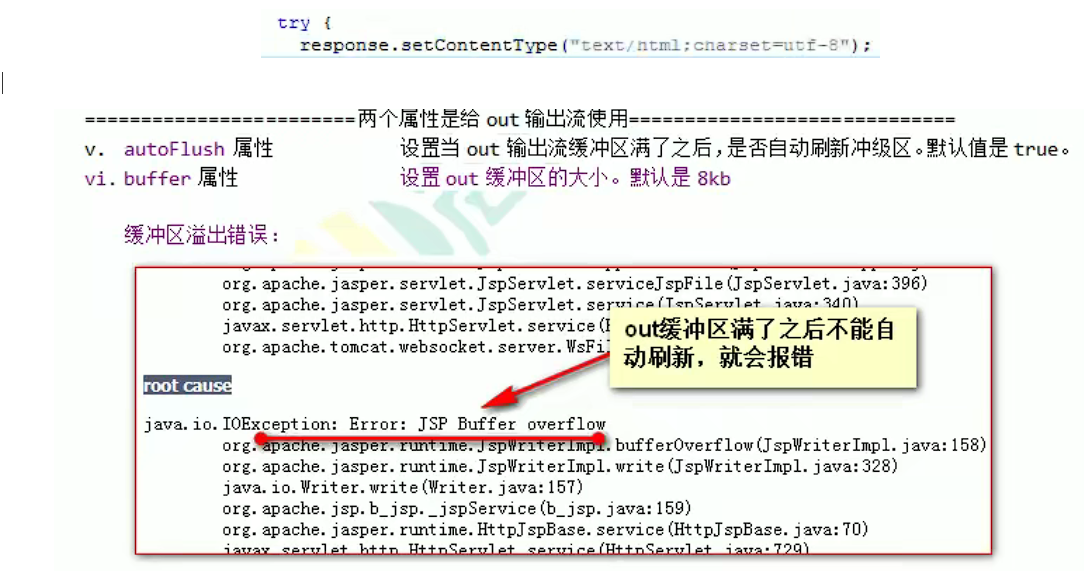 try {
response.setContentType("text/html;charset=utf-8");
========================两个属性是给 out 输出流使用=============================
v. autoFlush 属性 设置当 out 输出流缓冲区满了之后，是否自动刷新冲级区。默认值是 true。
vi. buffer 属性 设置 out 缓冲区的大小。默认是 8kb
缓冲区溢出错误：
org.apache.jasper.servlet.JspServlet.serviceJspFile(JspServlet.java:396)
org.apache.jasper.servlet.JspServlet.service(JspServlet.java:340)
javax.servlet.http.HttpServlet.service(
org.apache.tomcat.websocket.server.WsFil
out缓冲区满了之后不能自
动刷新，就会报错
root cause
java.io.IOException: Error: JSP Buffer overflow
org.apache.jasper.runtime.JspWriterImpl.bufferOverflow(JspWriterImpl.java:158)
org.apache.jasper.runtime.JspWriterImpl.write(JspWriterImpl.java:328)
java.io.Writer.write(Writer.java:157)
org.apache.jsp.b_jsp._jspService(b_jsp.java:159)
org.apache.jasper.runtime.HttpJspBase.service(HttpJspBase.java:70)
javax.servlet.http.HttpServlet.service(HttpServlet.java:729)